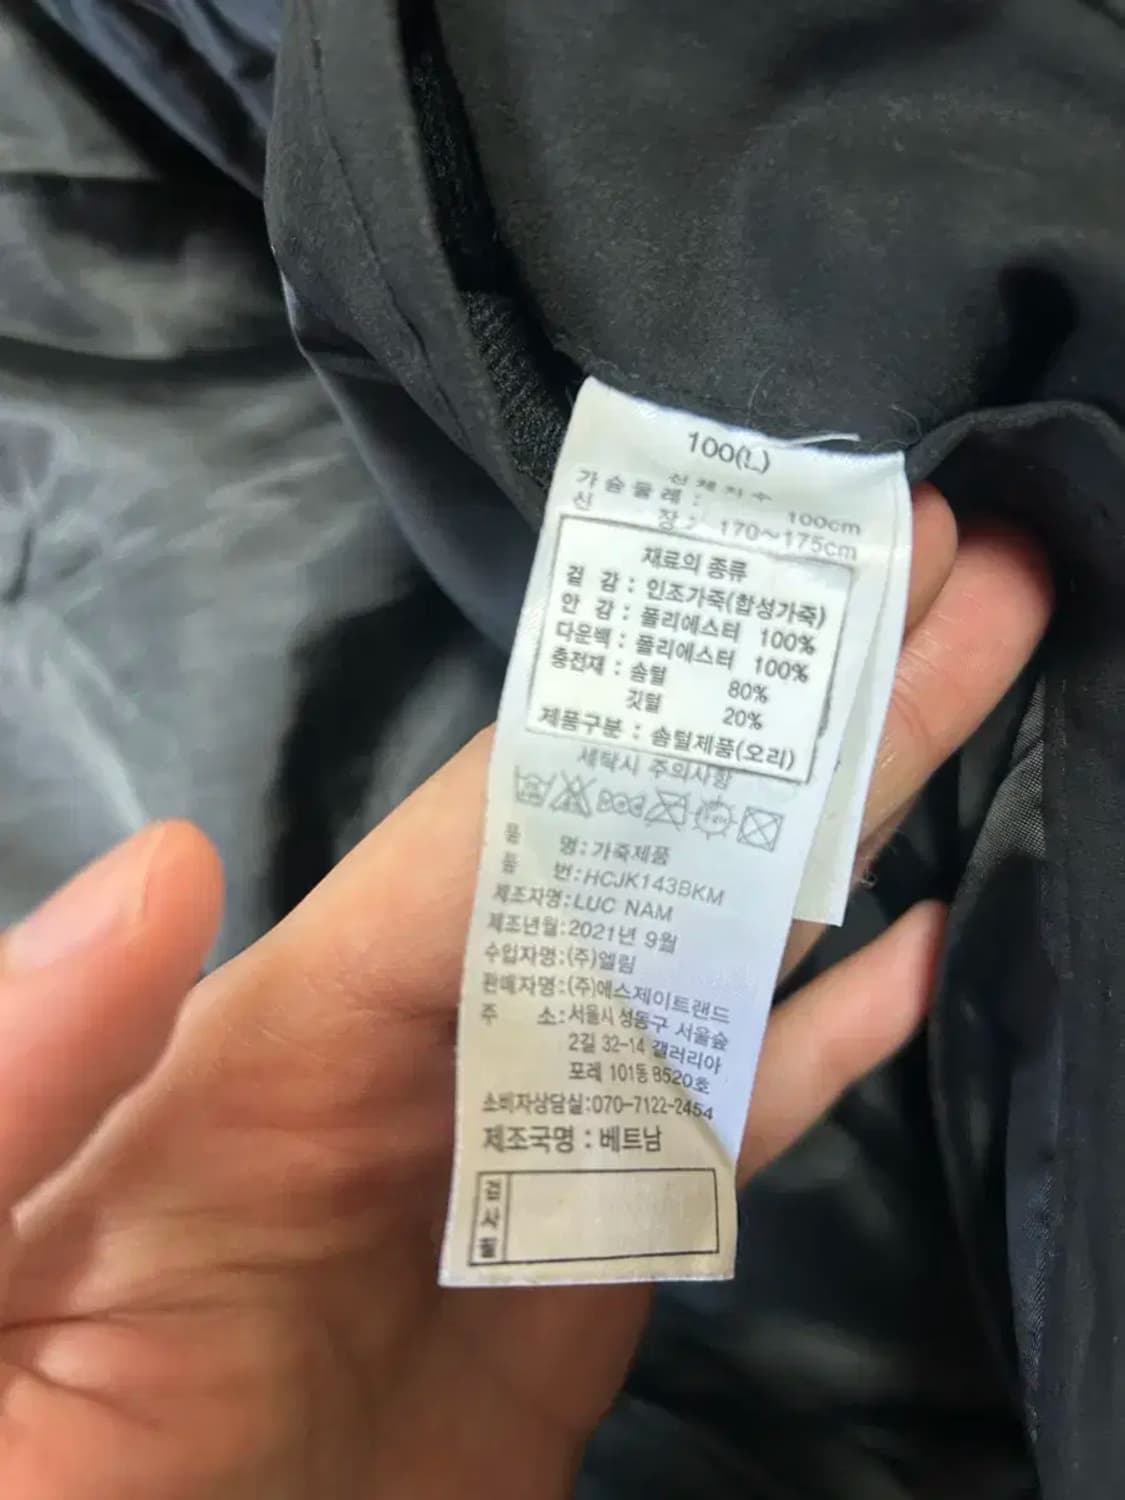 100(L)
신체치수
가슴둘레 : 100cm
신 장 : 170~175cm
재료의 종류
겉 감 : 인조가죽(합성가죽)
안 감 : 폴리에스터 100%
다운백 : 폴리에스터 100%
충전재 : 솜털 80%
깃털 20%
제품구분 : 솜털제품(오리)
세탁시 주의사항
품 명:가죽제품
품 번:HCJK143BKM
제조자명:LUC NAM
제조년월:2021년 9월
수입자명:(주)엘림
판매자명:(주)에스제이트랜드
주 소:서울시 성동구 서울숲
2길 32-14 갤러리아
포레 101동 B520호
소비자상담실:070-7122-2454
제조국명 : 베트남
검사필